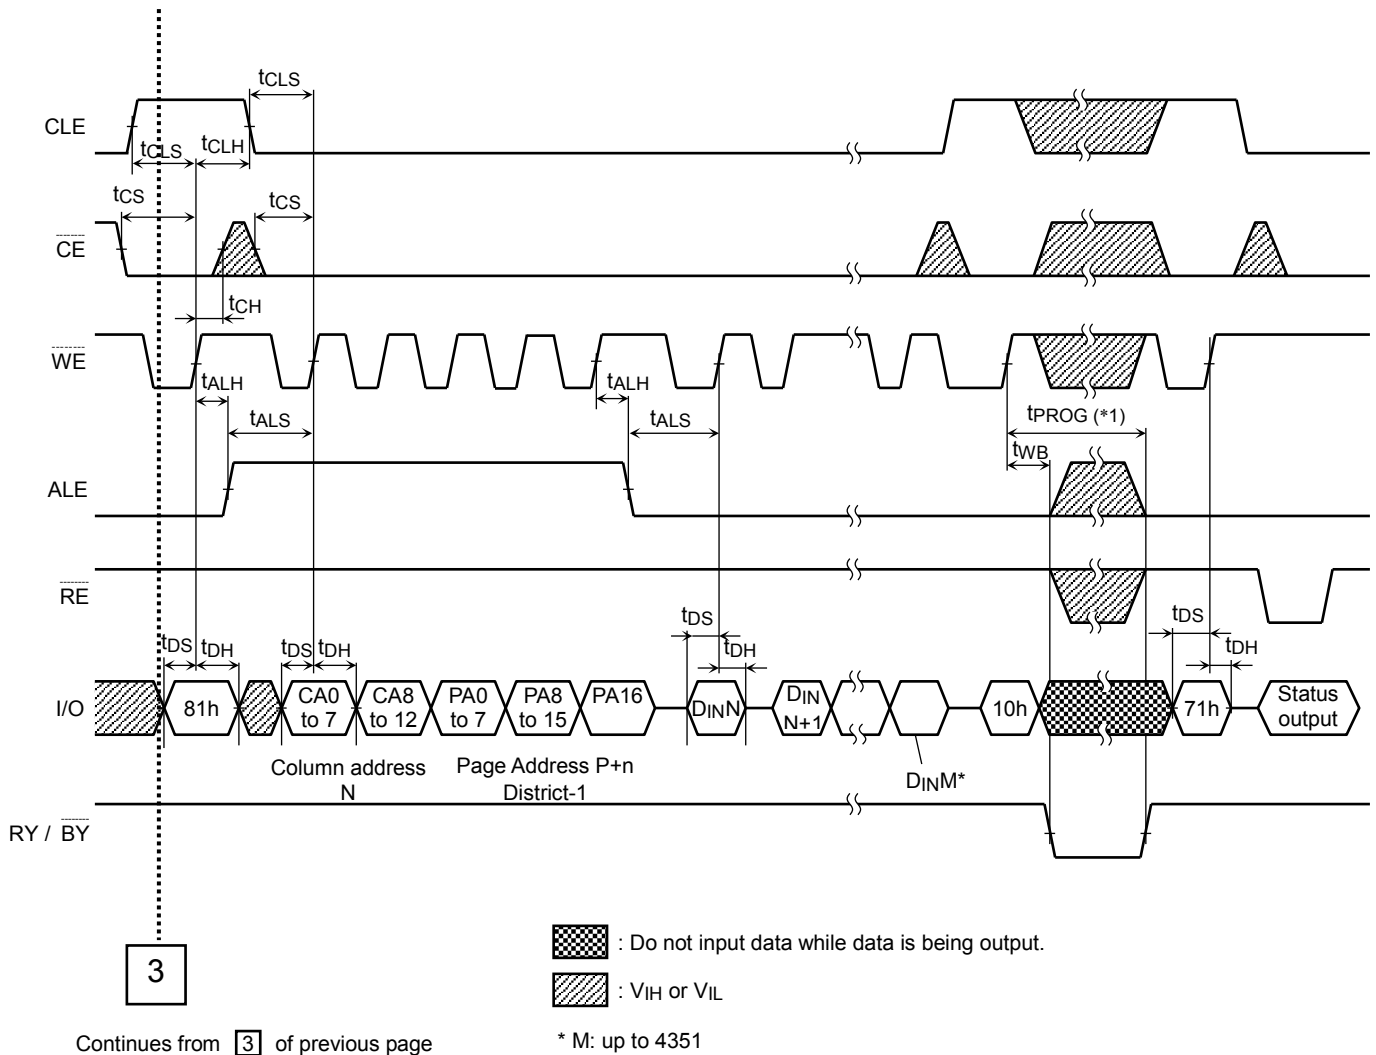 tCLS
CLE
tCLS
tCLH
tCS
tCS
CE
tCH
WE
tALH
tALH
tALS
tALS
tPROG (*1)
tWB
ALE
RE
tDS
tDH
tDS
tDH
tDS
tDH
tDS
tDH
I/O
81h
CA0 to 7
CA8 to 12
PA0 to 7
PA8 to 15
PA16
DINN
DIN N+1
10h
71h
Status output
Column address N
Page Address P+n District-1
DINM*
RY / BY
3
: Do not input data while data is being output.
: VIH or VIL
Continues from 3 of previous page
* M: up to 4351